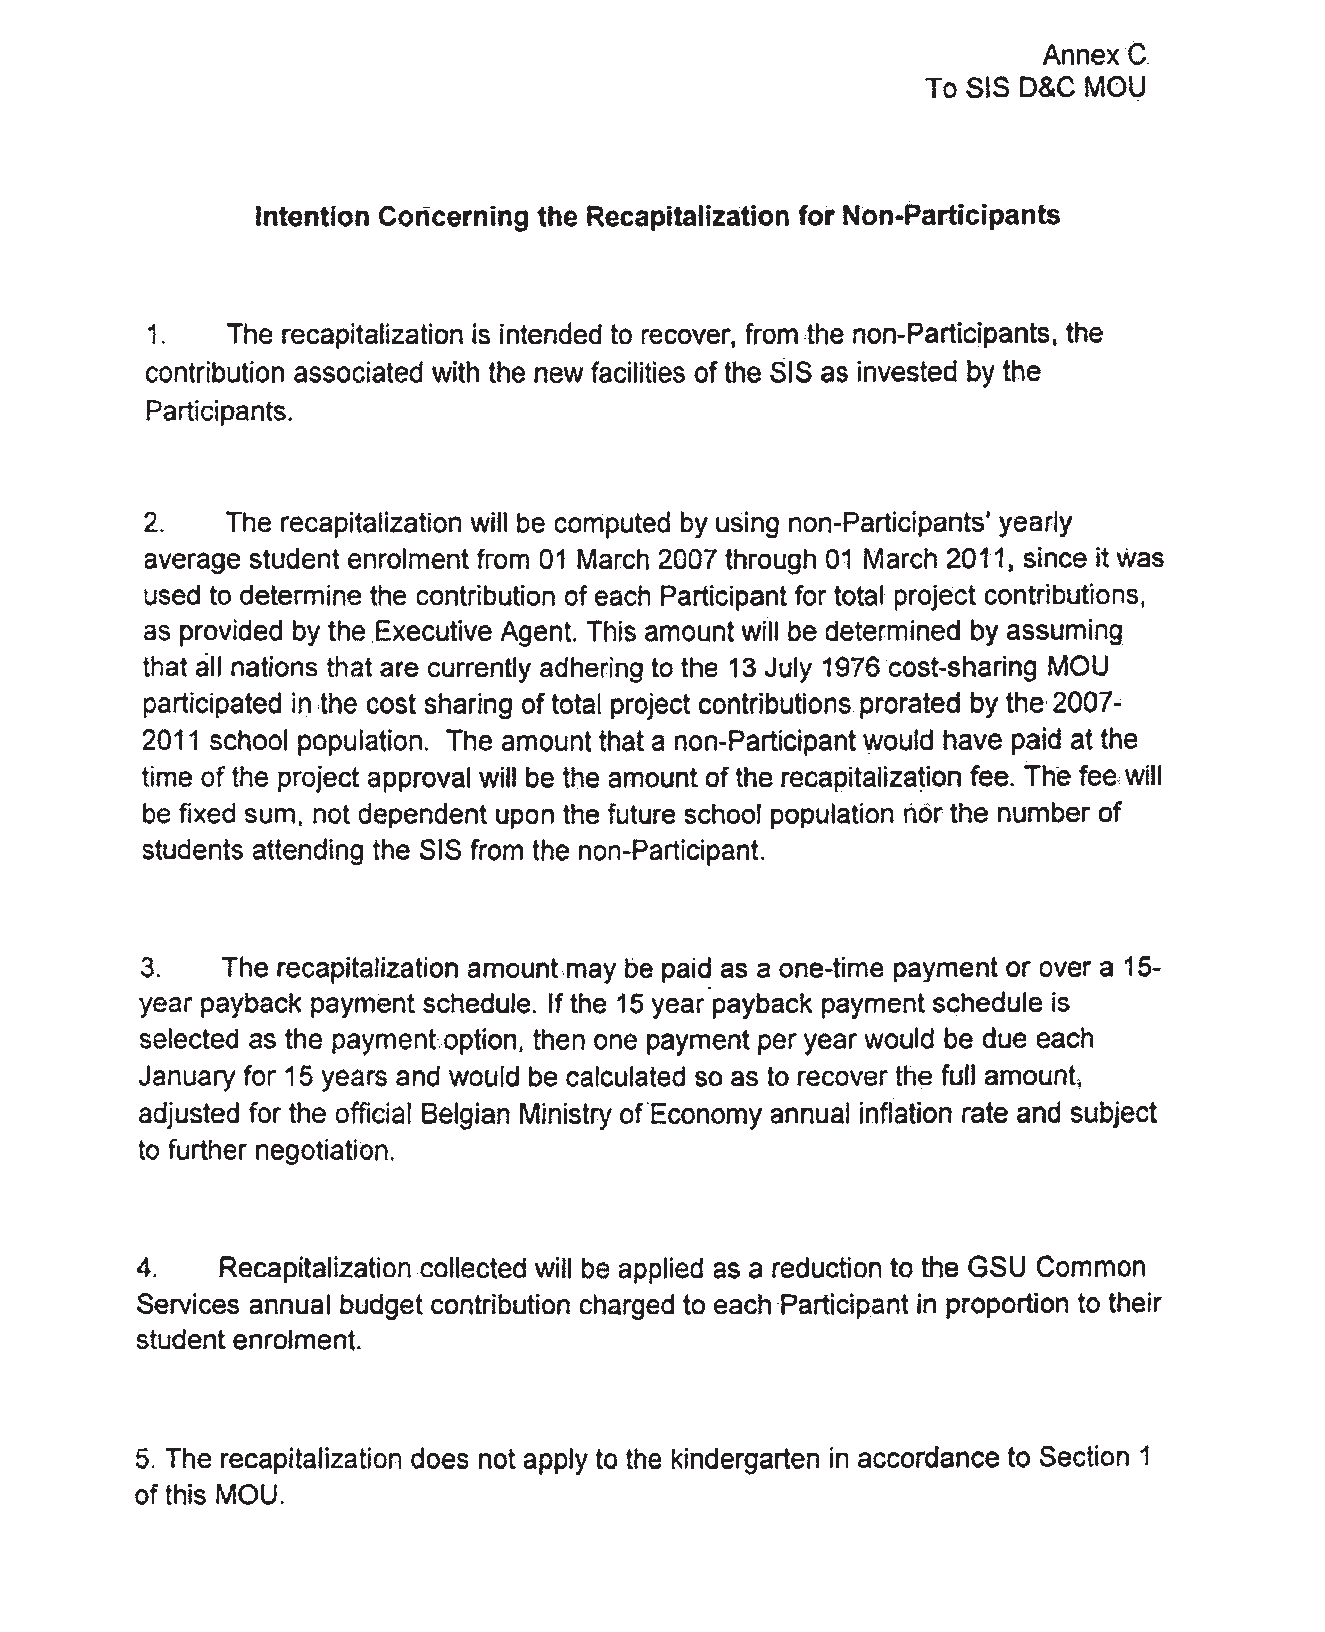 Annex C
To SIS D&C MOU
Intention Concerning the Recapitalization for Non-Participants
1. The recapitalization is intended to recover, from the non-Participants, the
contribution associated with the new facilities of the SIS as invested by the
Participants.
2. The recapitalization will be computed by using non-Participants' yearly
average student enrolment from 01 March 2007 through 01 March 2011, since it was
used to determine the contribution of each Participant for total project contributions,
as provided by the Executive Agent. This amount will be determined by assuming
that all nations that are currently adhering to the 13 July 1976 cost-sharing MOU
participated in the cost sharing of total project contributions prorated by the 2007-
2011 school population. The amount that a non-Participant would have paid at the
time of the project approval will be the amount of the recapitalization fee. The fee will
be fixed sum, not dependent upon the future school population nor the number of
students attending the SIS from the non-Participant.
3. The recapitalization amount may be paid as a one-time payment or over a 15-
year payback payment schedule. If the 15 year payback payment schedule is
selected as the payment option, then one payment per year would be due each
January for 15 years and would be calculated so as to recover the full amount,
adjusted for the official Belgian Ministry of Economy annual inflation rate and subject
to further negotiation.
4. Recapitalization collected will be applied as a reduction to the GSU Common
Services annual budget contribution charged to each Participant in proportion to their
student enrolment.
5. The recapitalization does not apply to the kindergarten in accordance to Section 1
of this MOU.